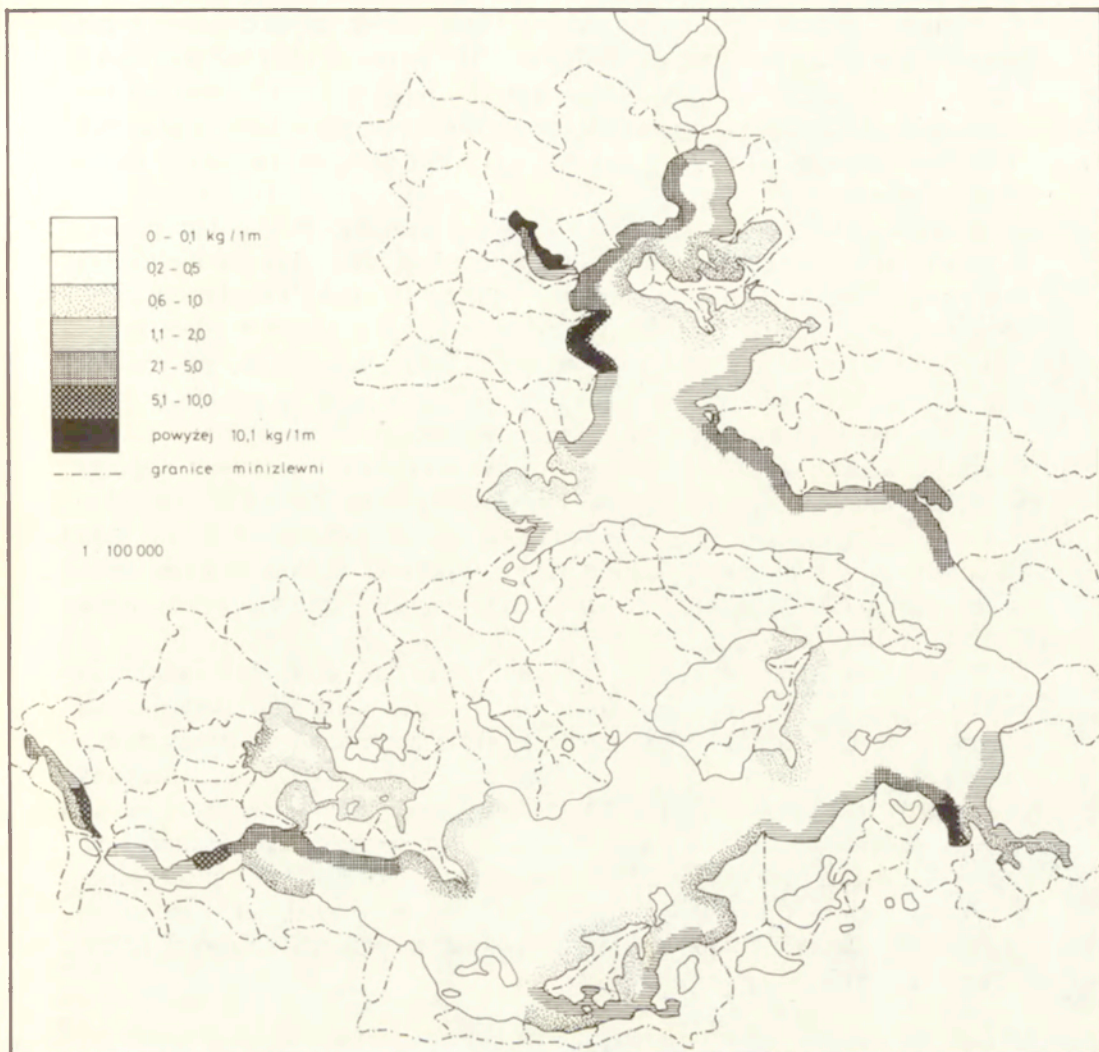 0 – 0,1 kg/1m
0,2 – 0,5
0,6 – 1,0
1,1 – 2,0
2,1 – 5,0
5,1 – 10,0
powyżej 10,1 kg/1m
granice minizlewni
1 100 000